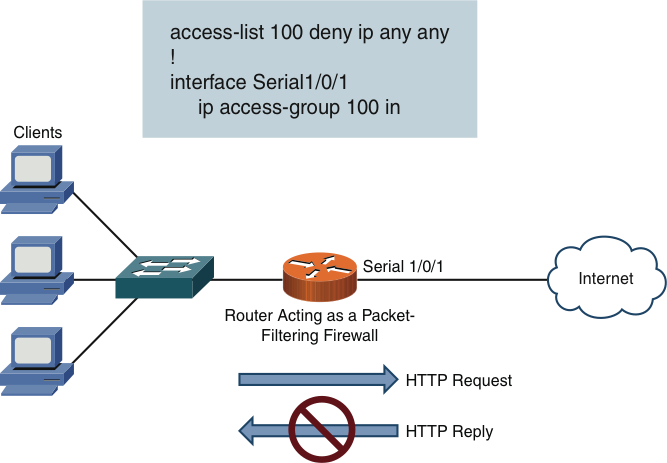 access-list 100 deny ip any any
!
interface Serial1/0/1
ip access-group 100 in
Clients
Serial 1/0/1
Internet
Router Acting as a Packet-
Filtering Firewall
HTTP Request
HTTP Reply